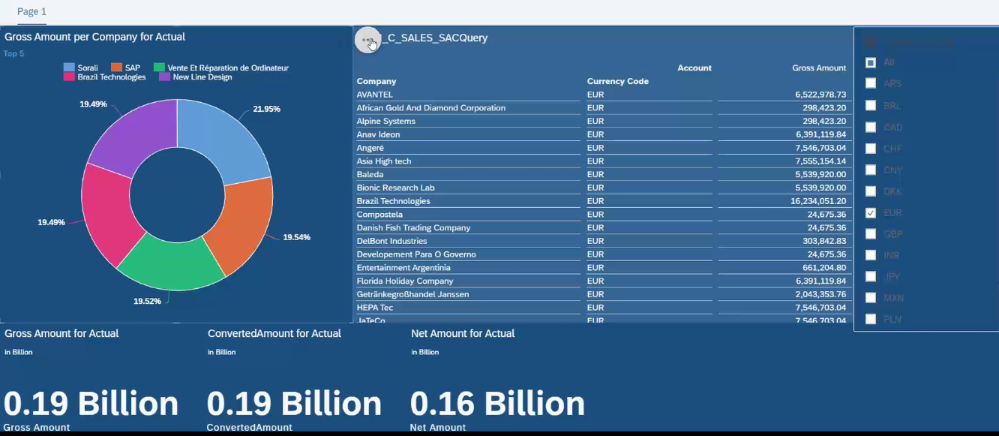 Page 1
Gross Amount per Company for Actual
Top 5
Sorali SAP Vente Et Réparation de Ordinateur
Brazil Technologies New Line Design
19.49%
21.95%
19.49%
19.54%
19.52%
_C_SALES_SACQuery
Account Gross Amount
Company Currency Code
AVANTEL EUR 6,522,978.73
African Gold And Diamond Corporation EUR 298,423.20
Alpine Systems EUR 298,423.20
Anav Ideon EUR 6,391,119.84
Angeré EUR 7,546,703.04
Asia High tech EUR 7,555,154.14
Baleda EUR 5,539,920.00
Bionic Research Lab EUR 5,539,920.00
Brazil Technologies EUR 16,234,051.20
Compostela EUR 24,675.36
Danish Fish Trading Company EUR 24,675.36
DelBont Industries EUR 303,842.83
Developement Para O Governo EUR 24,675.36
Entertainment Argentinia EUR 661,204.80
Florida Holiday Company EUR 6,391,119.84
Getränkegroßhandel Janssen EUR 2,043,353.76
HEPA Tec EUR 7,546,703.04
JaTeCo EUR 7,546,703.04
All
ARS
BRL
CAD
CHF
CNY
DKK
EUR
GBP
INR
JPY
MXN
PLN
Gross Amount for Actual
in Billion
0.19 Billion
Gross Amount
ConvertedAmount for Actual
in Billion
0.19 Billion
ConvertedAmount
Net Amount for Actual
in Billion
0.16 Billion
Net Amount